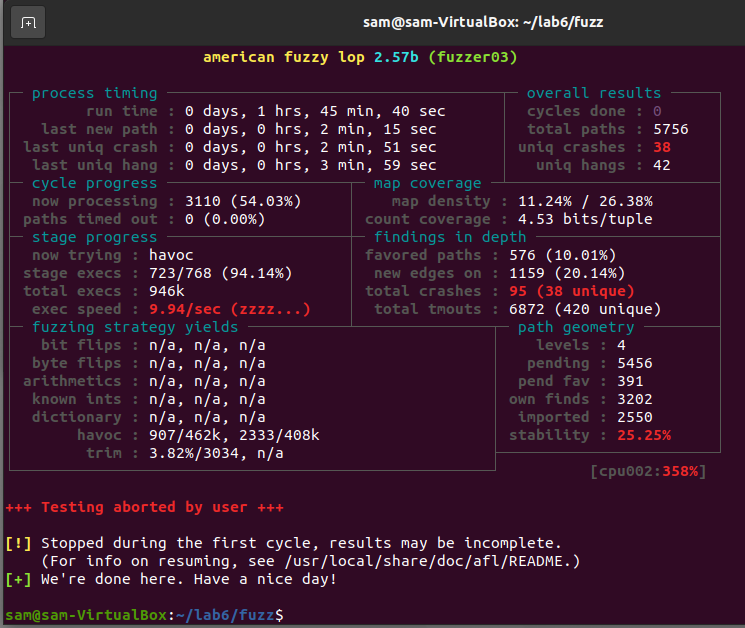 sam@sam-VirtualBox: ~/lab6/fuzz
american fuzzy lop 2.57b (fuzzer03)
process timing
run time : 0 days, 1 hrs, 45 min, 40 sec
last new path : 0 days, 0 hrs, 2 min, 15 sec
last uniq crash : 0 days, 0 hrs, 2 min, 51 sec
last uniq hang : 0 days, 0 hrs, 3 min, 59 sec
overall results
cycles done : 0
total paths : 5756
uniq crashes : 38
uniq hangs : 42
cycle progress
now processing : 3110 (54.03%)
paths timed out : 0 (0.00%)
map coverage
map density : 11.24% / 26.38%
count coverage : 4.53 bits/tuple
stage progress
now trying : havoc
stage execs : 723/768 (94.14%)
total execs : 946k
exec speed : 9.94/sec (zzzz...)
findings in depth
favored paths : 576 (10.01%)
new edges on : 1159 (20.14%)
total crashes : 95 (38 unique)
total tmouts : 6872 (420 unique)
fuzzing strategy yields
bit flips : n/a, n/a, n/a
byte flips : n/a, n/a, n/a
arithmetics : n/a, n/a, n/a
known ints : n/a, n/a, n/a
dictionary : n/a, n/a, n/a
havoc : 907/462k, 2333/408k
trim : 3.82%/3034, n/a
path geometry
levels : 4
pending : 5456
pend fav : 391
own finds : 3202
imported : 2550
stability : 25.25%
[cpu002:358%]
+++ Testing aborted by user +++
[!] Stopped during the first cycle, results may be incomplete.
(For info on resuming, see /usr/local/share/doc/afl/README.)
[+] We're done here. Have a nice day!
sam@sam-VirtualBox:~/lab6/fuzz$